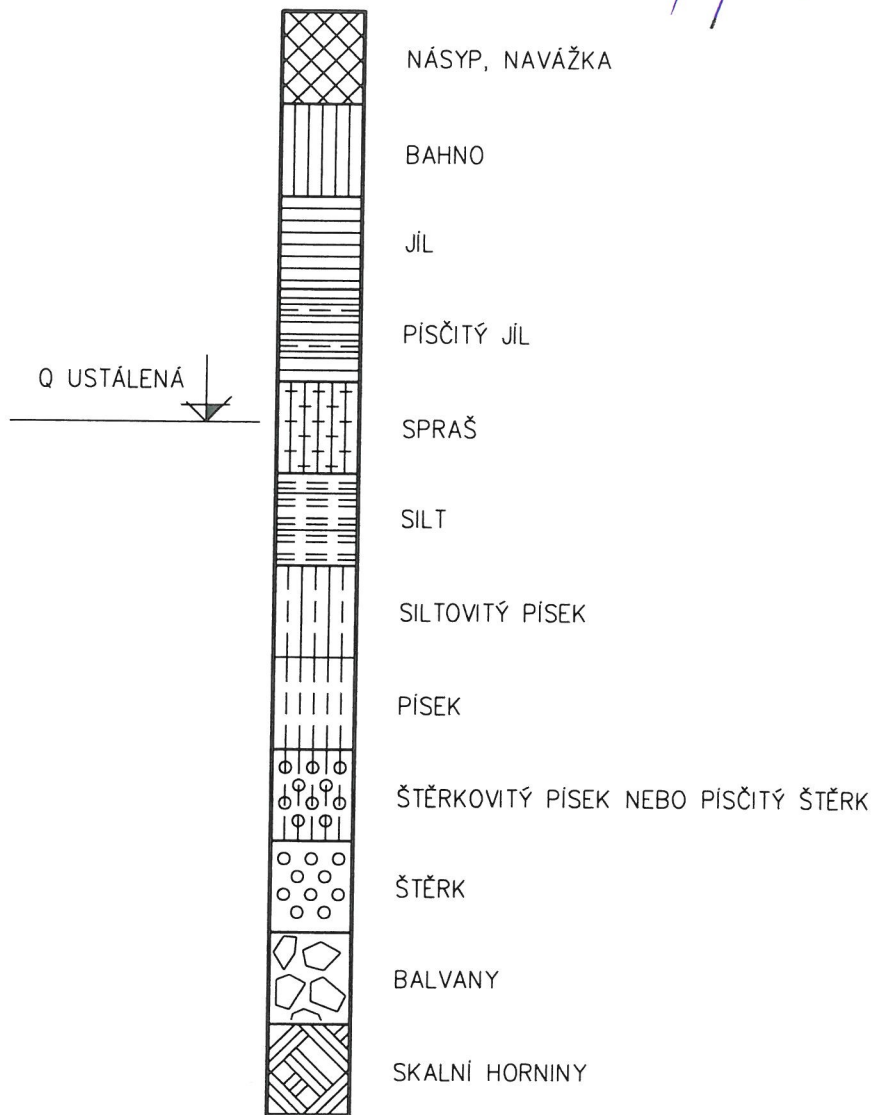 NÁSYP, NAVÁŽKA
BAHNO
JÍL
PÍSČITÝ JÍL
Q USTÁLENÁ
SPRAŠ
SILT
SILTOVITÝ PÍSEK
PÍSEK
ŠTĚRKOVITÝ PÍSEK NEBO PÍSČITÝ ŠTĚRK
ŠTĚRK
BALVANY
SKALNÍ HORNINY